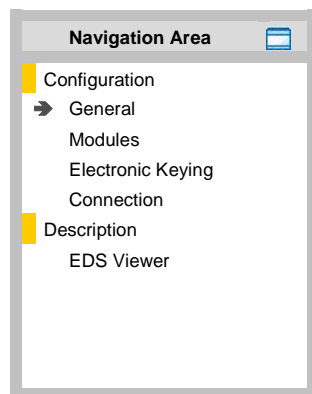 Navigation Area
Configuration
General
Modules
Electronic Keying
Connection
Description
EDS Viewer